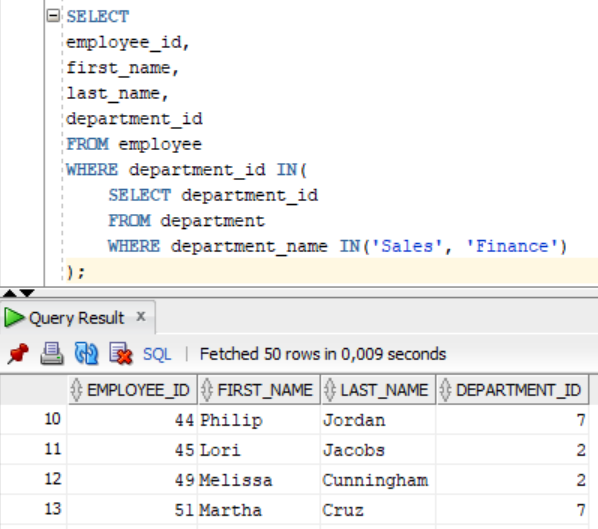 SELECT
employee_id,
first_name,
last_name,
department_id
FROM employee
WHERE department_id IN(
SELECT department_id
FROM department
WHERE department_name IN('Sales', 'Finance')
);
Query Result x
SQL | Fetched 50 rows in 0,009 seconds
EMPLOYEE_ID FIRST_NAME LAST_NAME DEPARTMENT_ID
10 44 Philip Jordan 7
11 45 Lori Jacobs 2
12 49 Melissa Cunningham 2
13 51 Martha Cruz 7